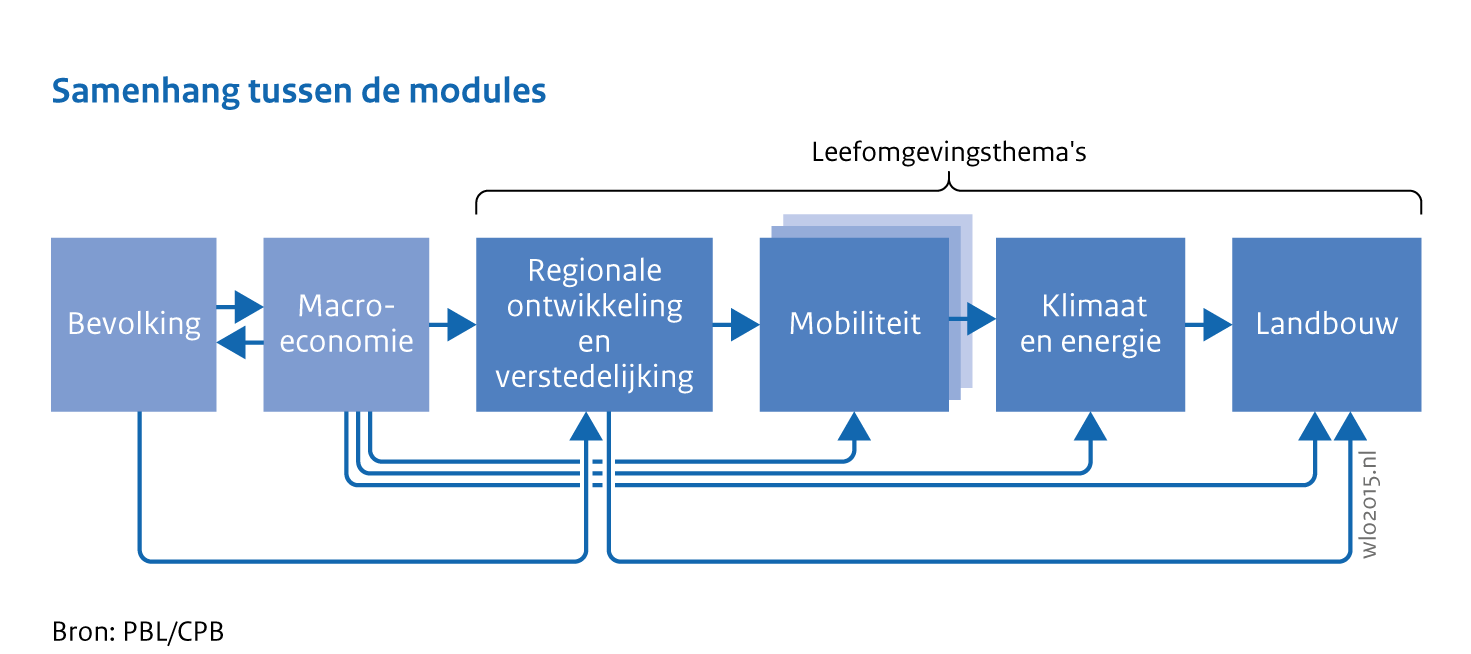 Samenhang tussen de modules
Leefomgevingsthema's
Bevolking
Macro-
economie
Regionale
ontwikkeling
en
verstedelijking
Mobiliteit
Klimaat
en energie
Landbouw
wlo2015.nl
Bron: PBL/CPB